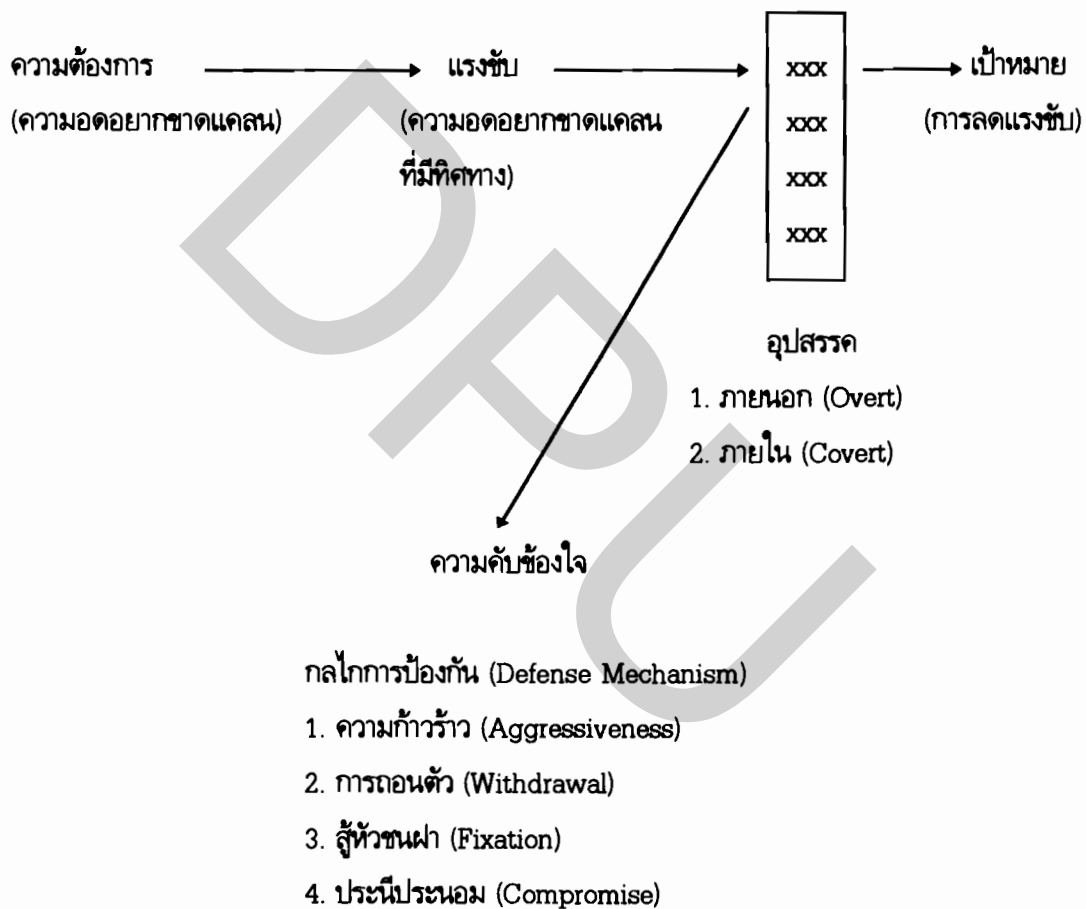 ความต้องการ แรงขับ xxx เป้าหมาย
(ความอดอยากขาดแคลน) (ความอดอยากขาดแคลน xxx (การลดแรงขับ)
ที่มีทิศทาง) xxx
xxx
อุปสรรค
1. ภายนอก (Overt)
2. ภายใน (Covert)
ความคับข้องใจ
กลไกการป้องกัน (Defense Mechanism)
1. ความก้าวร้าว (Aggressiveness)
2. การถอนตัว (Withdrawal)
3. สู้หัวชนฝา (Fixation)
4. ประนีประนอม (Compromise)
DPU